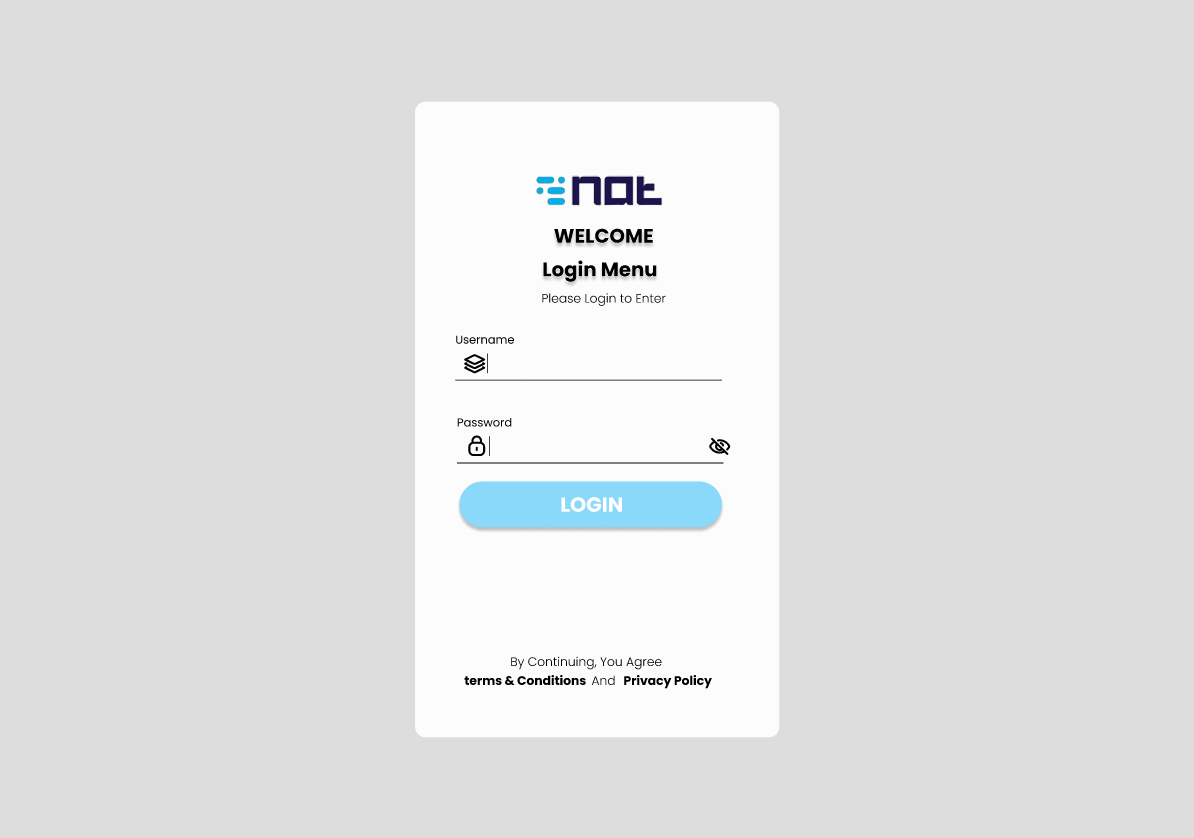 nat
WELCOME
Login Menu
Please Login to Enter
Username
Password
LOGIN
By Continuing, You Agree
terms & Conditions And Privacy Policy